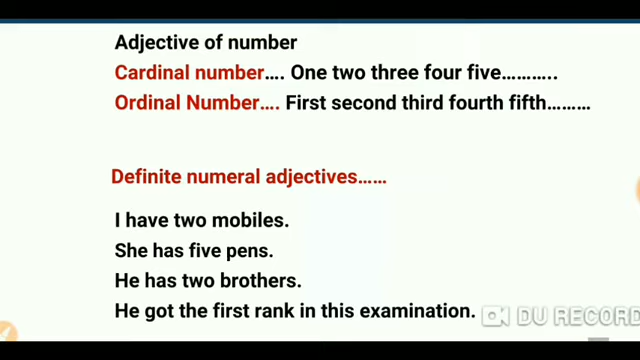 Adjective of number
Cardinal number…. One two three four five………..
Ordinal Number…. First second third fourth fifth………
Definite numeral adjectives……
I have two mobiles.
She has five pens.
He has two brothers.
He got the first rank in this examination.
DU RECORD